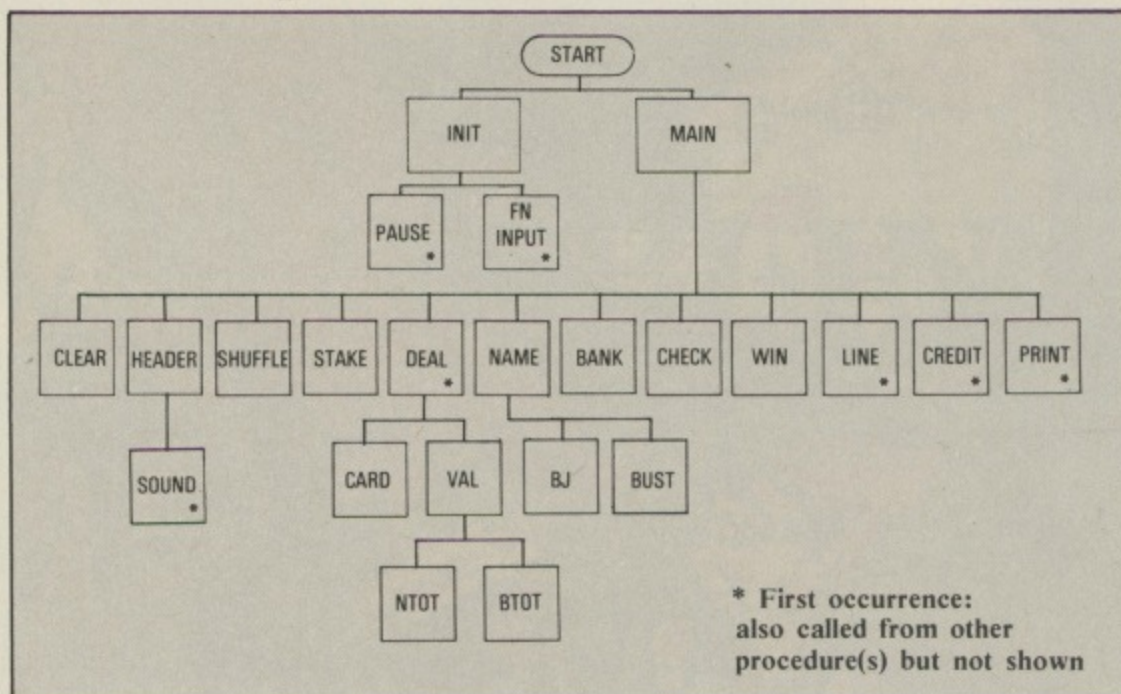 START
INIT
MAIN
PAUSE
*
FN
INPUT
*
CLEAR
HEADER
SHUFFLE
STAKE
DEAL
*
NAME
BANK
CHECK
WIN
LINE
*
CREDIT
*
PRINT
*
SOUND
*
CARD
VAL
BJ
BUST
NTOT
BTOT
* First occurrence:
also called from other
procedure(s) but not shown